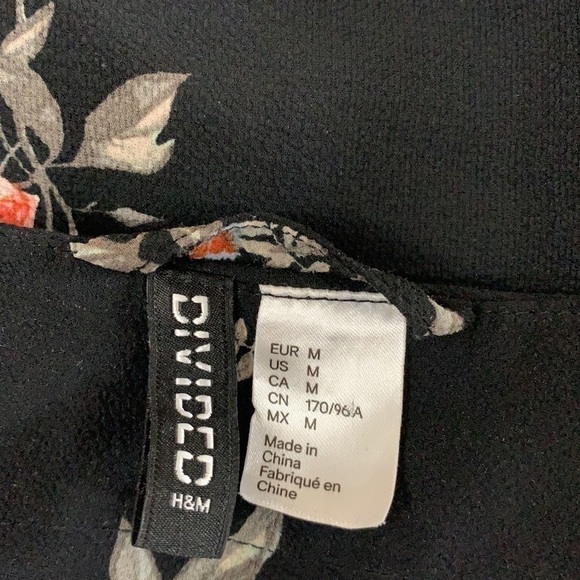 DIVIDED
H&M
EUR M
US M
CA M
CN 170/96A
MX M
Made in
China
Fabriqué en
Chine